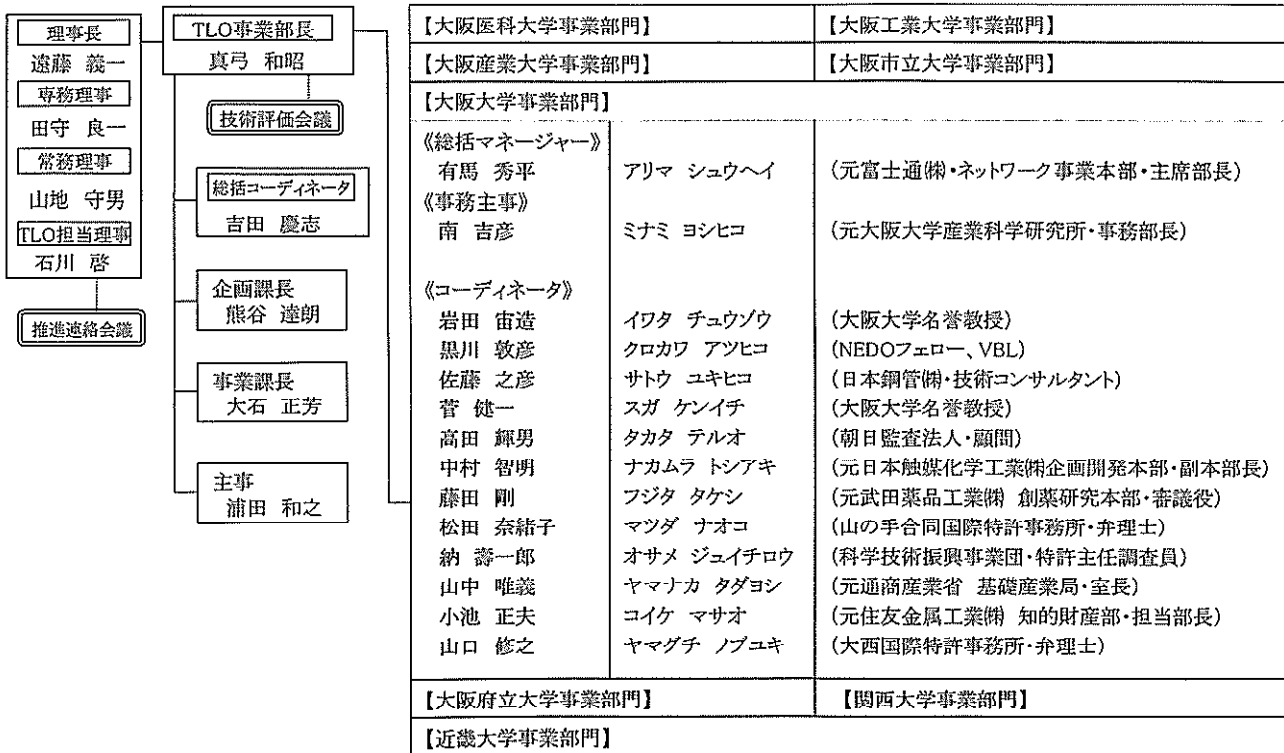 理事長
遠藤 義一
専務理事
田守 良一
常務理事
山地 守男
TLO担当理事
石川 啓
推進連絡会議
TLO事業部長
真弓 和昭
技術評価会議
総括コーディネータ
吉田 慶志
企画課長
熊谷 達朗
事業課長
大石 正芳
主事
浦田 和之
【大阪医科大学事業部門】 【大阪工業大学事業部門】
【大阪産業大学事業部門】 【大阪市立大学事業部門】
【大阪大学事業部門】
《総括マネージャー》
有馬 秀平 アリマ シュウヘイ (元富士通㈱・ネットワーク事業本部・主席部長)
《事務主事》
南 吉彦 ミナミ ヨシヒコ (元大阪大学産業科学研究所・事務部長)
《コーディネータ》
岩田 宙造 イワタ チュウゾウ (大阪大学名誉教授)
黒川 敦彦 クロカワ アツヒコ (NEDOフェロー、VBL)
佐藤 之彦 サトウ ユキヒコ (日本鋼管㈱・技術コンサルタント)
菅 健一 スガ ケンイチ (大阪大学名誉教授)
高田 輝男 タカタ テルオ (朝日監査法人・顧問)
中村 智明 ナカムラ トシアキ (元日本触媒化学工業㈱企画開発本部・副本部長)
藤田 剛 フジタ タケシ (元武田薬品工業㈱ 創薬研究本部・審議役)
松田 奈緒子 マツダ ナオコ (山の手合同国際特許事務所・弁理士)
納 壽一郎 オサメ ジュイチロウ (科学技術振興事業団・特許主任調査員)
山中 唯義 ヤマナカ タダヨシ (元通商産業省 基礎産業局・室長)
小池 正夫 コイケ マサオ (元住友金属工業㈱ 知的財産部・担当部長)
山口 修之 ヤマグチ ノブユキ (大西国際特許事務所・弁理士)
【大阪府立大学事業部門】 【関西大学事業部門】
【近畿大学事業部門】